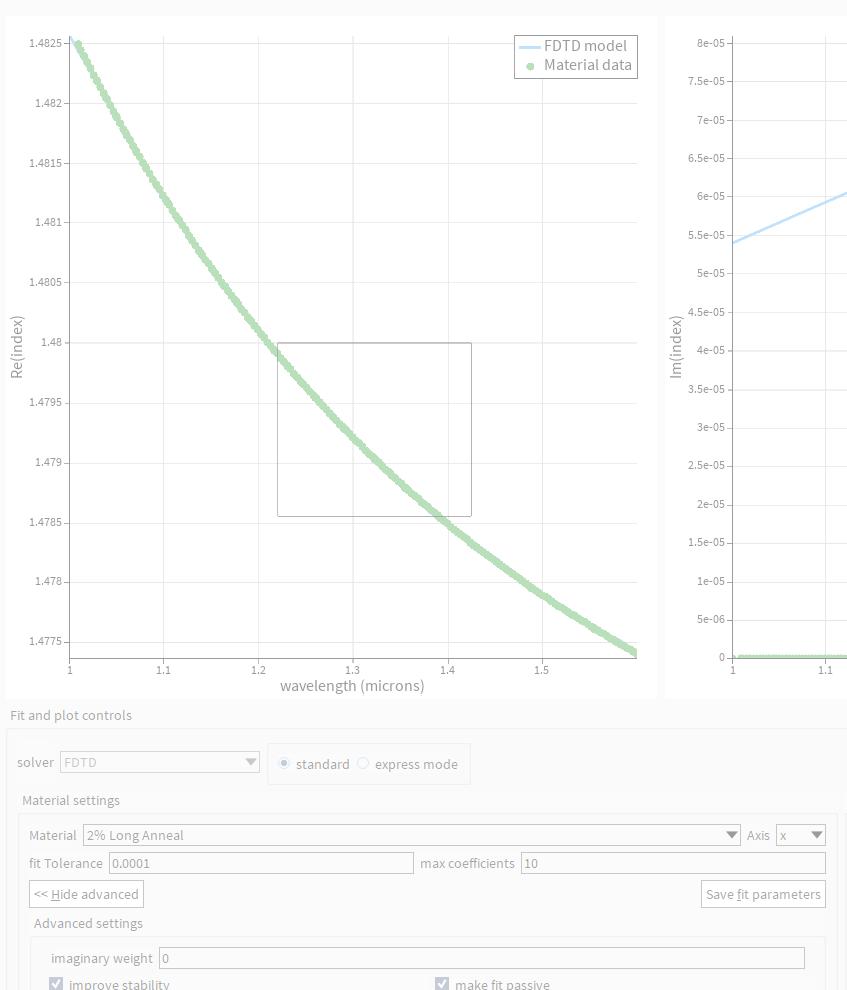 FDTD model
Material data
1.4825
1.482
1.4815
1.481
1.4805
1.48
1.4795
1.479
1.4785
1.478
1.4775
Re(index)
1
1.1
1.2
1.3
1.4
1.5
wavelength (microns)
8e-05
7.5e-05
7e-05
6.5e-05
6e-05
5.5e-05
5e-05
4.5e-05
4e-05
3.5e-05
3e-05
2.5e-05
2e-05
1.5e-05
1e-05
5e-06
0
Im(index)
1
1.1
Fit and plot controls
solver FDTD standard express mode
Material settings
Material 2% Long Anneal Axis x
fit Tolerance 0.0001 max coefficients 10
<< Hide advanced Save fit parameters
Advanced settings
imaginary weight 0
improve stability make fit passive